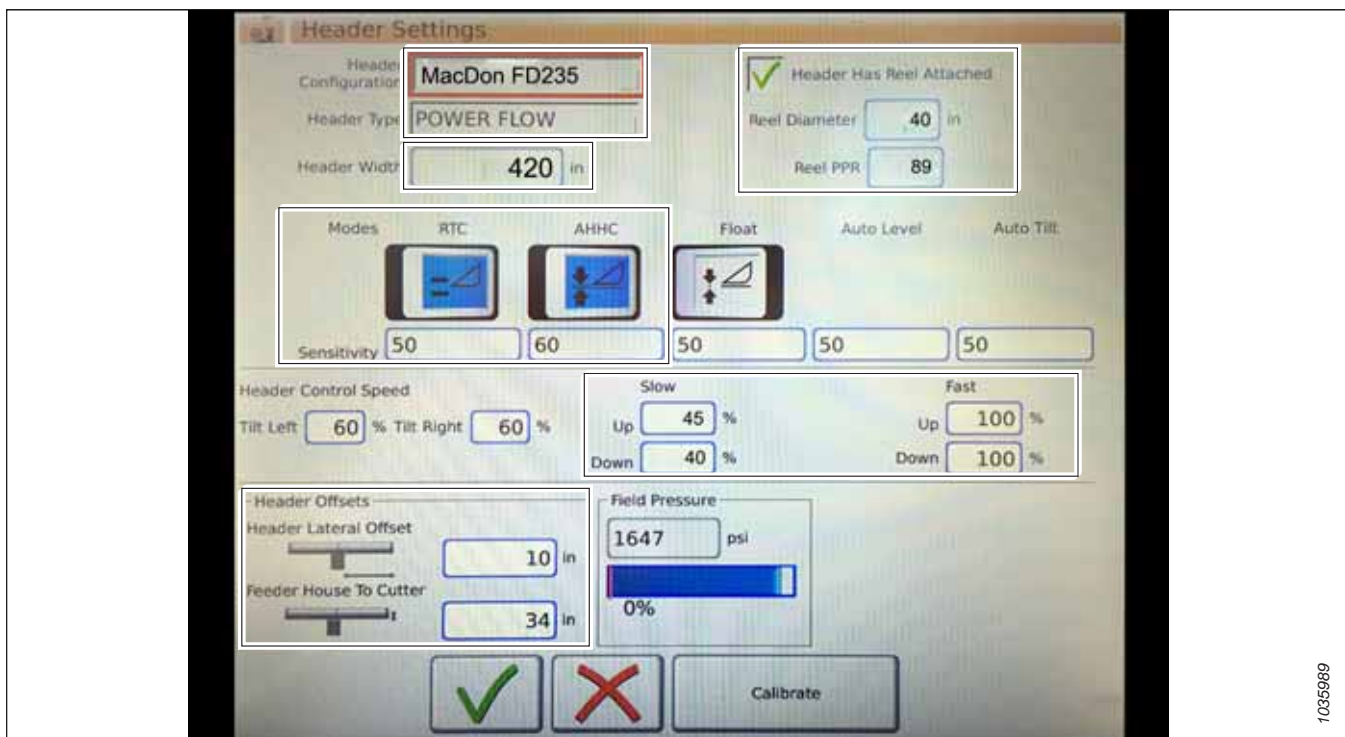 Header Settings
Header Configuration MacDon FD235
Header Has Reel Attached
Header Type POWER FLOW
Reel Diameter 40 in
Header Width 420 in
Reel PPR 89
Modes RTC AHHC Float Auto Level Auto Tilt
Sensitivity 50 60 50 50 50
Header Control Speed
Slow Fast
Tilt Left 60 % Tilt Right 60 %
Up 45 % Up 100 %
Down 40 % Down 100 %
Header Offsets
Field Pressure
Header Lateral Offset
1647 psi
10 in
Feeder House To Cutter
0%
34 in
Calibrate
1035989